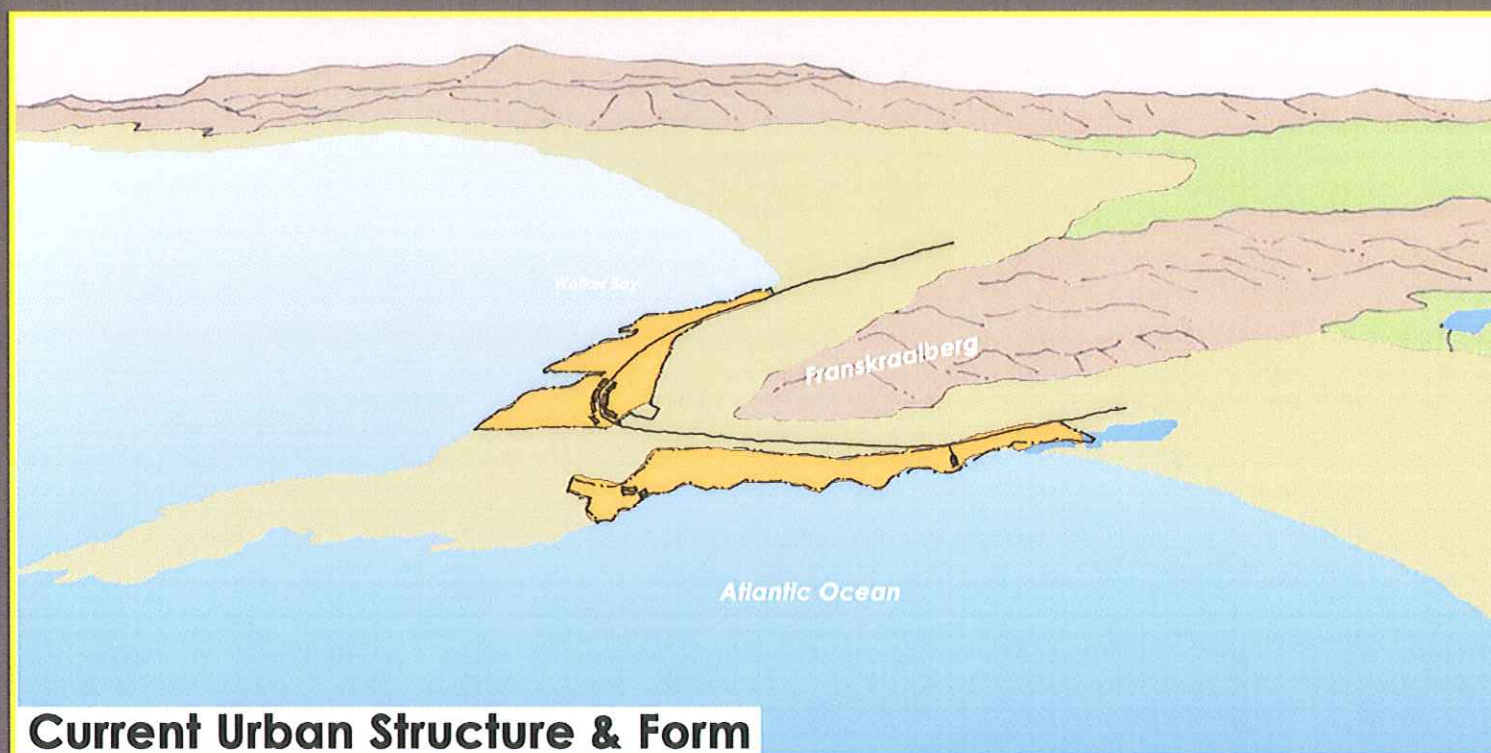 Walker Bay
Franskraalberg
Atlantic Ocean
Current Urban Structure & Form